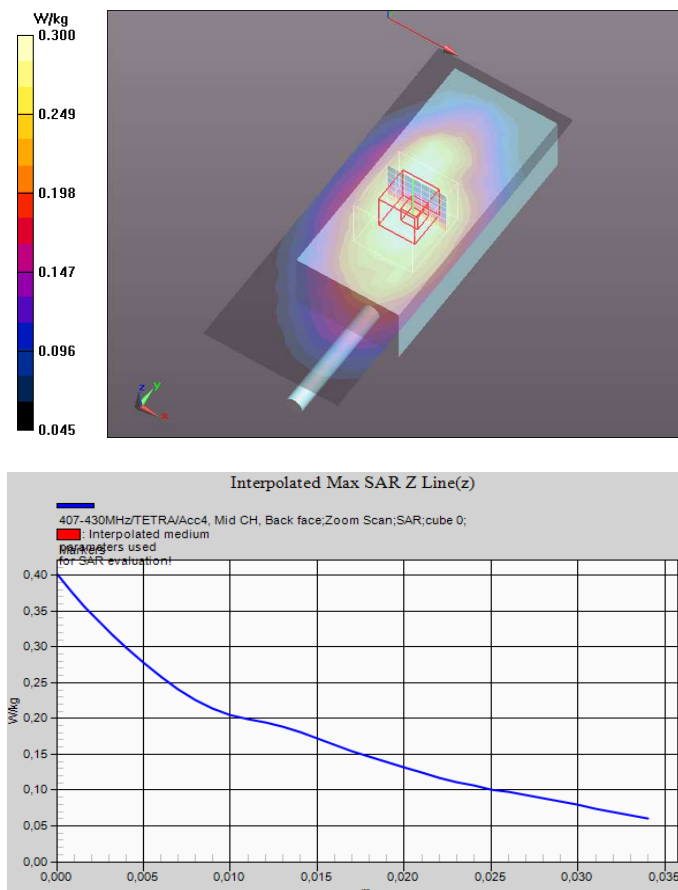 W/kg
0.300
0.249
0.198
0.147
0.096
0.045
z
y
x
Interpolated Max SAR Z Line(z)
407-430MHz/TETRA/Acc4, Mid CH, Back face;Zoom Scan;SAR;cube 0;
: Interpolated medium
parameters used
Markers
for SAR evaluation!
0,40
0,35
0,30
0,25
W/kg
0,20
0,15
0,10
0,05
0,00
0,000 0,005 0,010 0,015 0,020 0,025 0,030 0,035